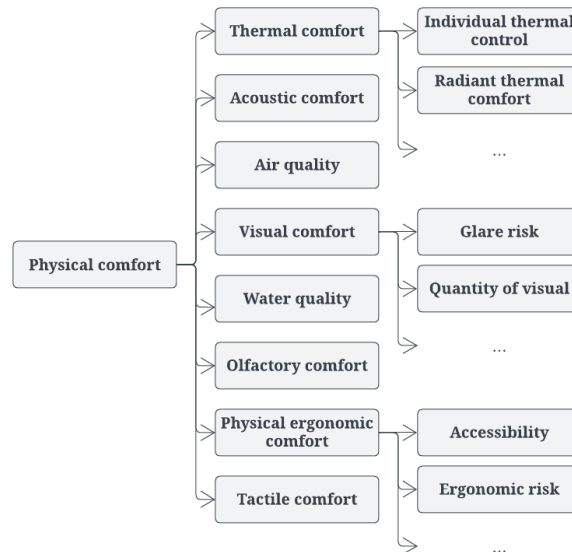 Physical comfort
Thermal comfort
Individual thermal
control
Radiant thermal
comfort
...
Acoustic comfort
Air quality
Visual comfort
Glare risk
Quantity of visual
...
Water quality
Olfactory comfort
Physical ergonomic
comfort
Accessibility
Ergonomic risk
...
Tactile comfort